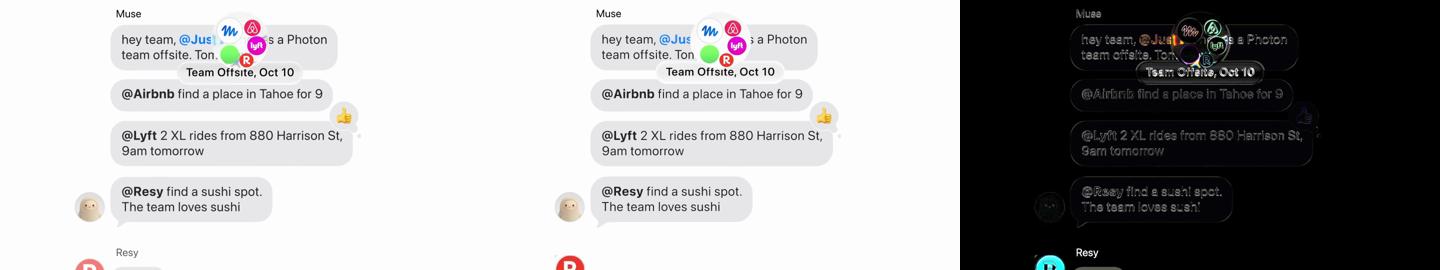 Muse
hey team, @Jus s a Photon
team offsite. Tom
Team Offsite, Oct 10
@Airbnb find a place in Tahoe for 9
@Lyft 2 XL rides from 880 Harrison St,
9am tomorrow
@Resy find a sushi spot.
The team loves sushi
Resy
Muse
hey team, @Jus s a Photon
team offsite. Tom
Team Offsite, Oct 10
@Airbnb find a place in Tahoe for 9
@Lyft 2 XL rides from 880 Harrison St,
9am tomorrow
@Resy find a sushi spot.
The team loves sushi
Muse
hey team, @Jus s a Photon
team offsite. Tom
Team Offsite, Oct 10
@Airbnb find a place in Tahoe for 9
@Lyft 2 XL rides from 880 Harrison St,
9am tomorrow
@Resy find a sushi spot.
The team loves sushi
Resy